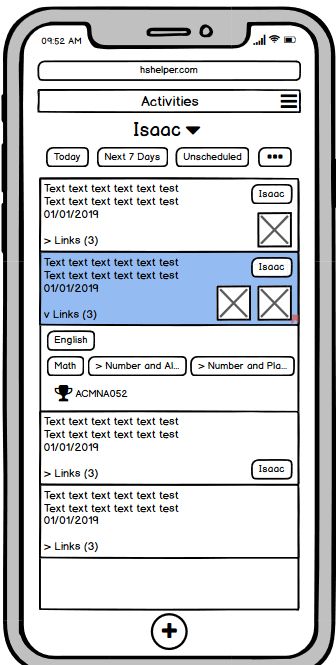 09:52 AM
hshelper.com
Activities
Isaac
Today Next 7 Days Unscheduled •••
Text text text text text test
Text text text text text test
01/01/2019
Isaac
> Links (3)
Text text text text text test
Text text text text text test
01/01/2019
Isaac
v Links (3)
English
Math > Number and Al... > Number and Pla...
ACMNA052
Text text text text text test
Text text text text text test
01/01/2019
> Links (3) Isaac
Text text text text text test
Text text text text text test
01/01/2019
> Links (3)